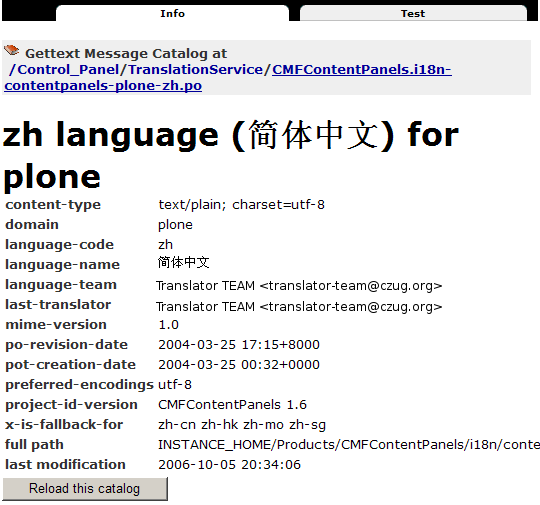 Info Test
Gettext Message Catalog at
/Control_Panel/TranslationService/CMFContentPanels.i18n-
contentpanels-plone-zh.po
zh language (简体中文) for
plone
content-type text/plain; charset=utf-8
domain plone
language-code zh
language-name 简体中文
language-team Translator TEAM <translator-team@czug.org>
last-translator Translator TEAM <translator-team@czug.org>
mime-version 1.0
po-revision-date 2004-03-25 17:15+8000
pot-creation-date 2004-03-25 00:32+0000
preferred-encodings utf-8
project-id-version CMFContentPanels 1.6
x-is-fallback-for zh-cn zh-hk zh-mo zh-sg
full path INSTANCE_HOME/Products/CMFContentPanels/i18n/conte
last modification 2006-10-05 20:34:06
Reload this catalog